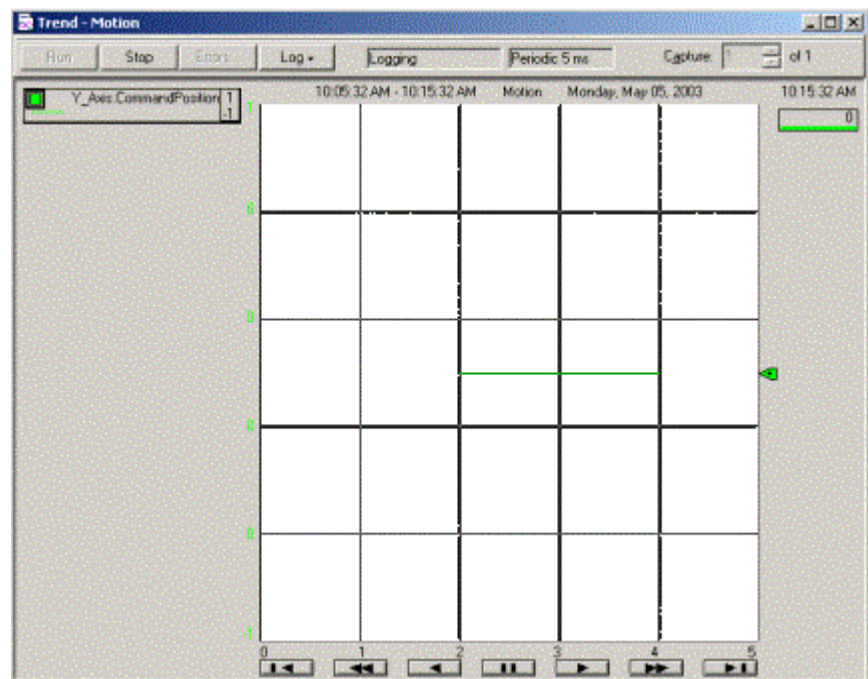 Trend - Motion
Run Stop Errors Log Logging Periodic 5 ms Capture: 1 of 1
Y_Axis.CommandPosition 1 -1
10:05:32 AM - 10:15:32 AM Motion Monday, May 05, 2003 10:15:32 AM
1
0
0
0
0
0
-1
0 1 2 3 4 5